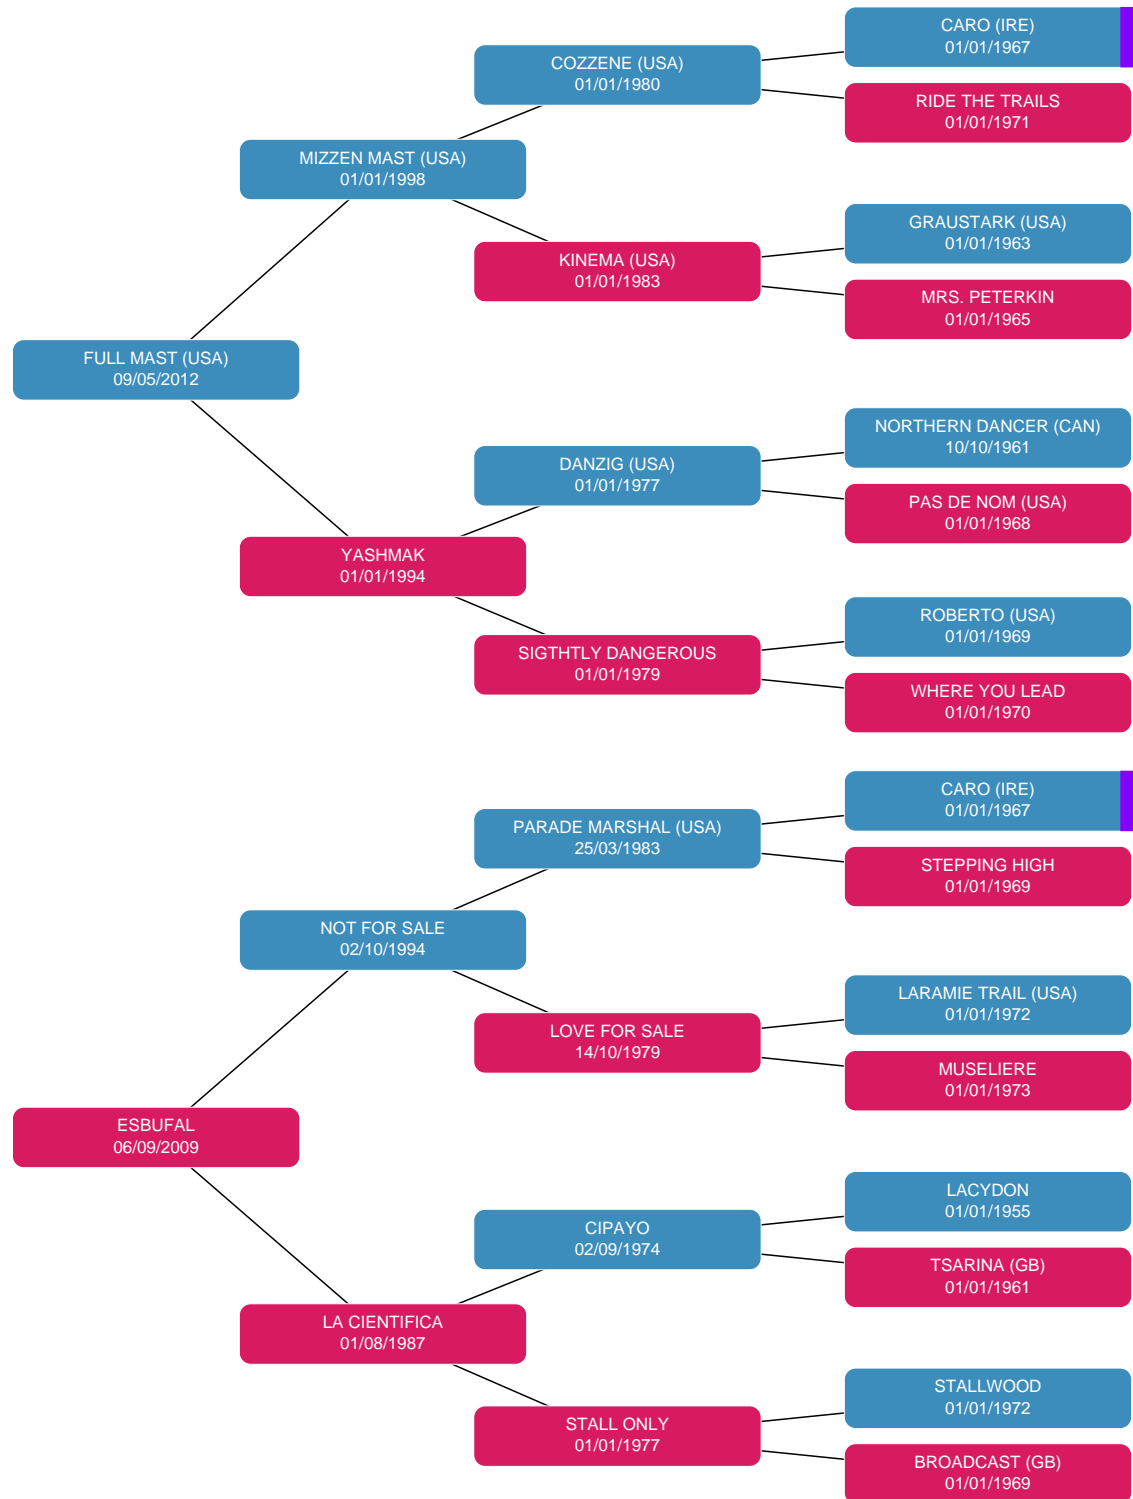 CARO (IRE)
01/01/1967
COZZENE (USA)
01/01/1980
RIDE THE TRAILS
01/01/1971
MIZZEN MAST (USA)
01/01/1998
GRAUSTARK (USA)
01/01/1963
KINEMA (USA)
01/01/1983
MRS. PETERKIN
01/01/1965
FULL MAST (USA)
09/05/2012
NORTHERN DANCER (CAN)
10/10/1961
DANZIG (USA)
01/01/1977
PAS DE NOM (USA)
01/01/1968
YASHMAK
01/01/1994
ROBERTO (USA)
01/01/1969
SIGTHTLY DANGEROUS
01/01/1979
WHERE YOU LEAD
01/01/1970
CARO (IRE)
01/01/1967
PARADE MARSHAL (USA)
25/03/1983
STEPPING HIGH
01/01/1969
NOT FOR SALE
02/10/1994
LARAMIE TRAIL (USA)
01/01/1972
LOVE FOR SALE
14/10/1979
MUSELIERE
01/01/1973
ESBUFAL
06/09/2009
LACYDON
01/01/1955
CIPAYO
02/09/1974
TSARINA (GB)
01/01/1961
LA CIENTIFICA
01/08/1987
STALLWOOD
01/01/1972
STALL ONLY
01/01/1977
BROADCAST (GB)
01/01/1969